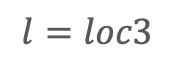 l = loc3